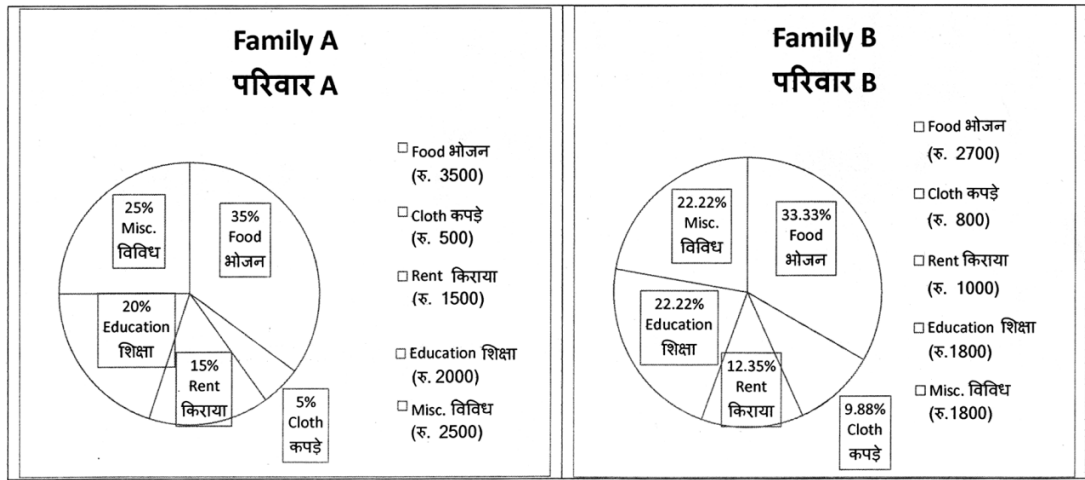 Family A
परिवार A
25%
Misc.
विविध
35%
Food
भोजन
20%
Education
शिक्षा
15%
Rent
किराया
5%
Cloth
कपड़े
□ Food भोजन
(रु. 3500)
□ Cloth कपड़े
(रु. 500)
□ Rent किराया
(रु. 1500)
□ Education शिक्षा
(रु. 2000)
□ Misc. विविध
(रु. 2500)
Family B
परिवार B
22.22%
Misc.
विविध
33.33%
Food
भोजन
22.22%
Education
शिक्षा
12.35%
Rent
किराया
9.88%
Cloth
कपड़े
□ Food भोजन
(रु. 2700)
□ Cloth कपड़े
(रु. 800)
□ Rent किराया
(रु. 1000)
□ Education शिक्षा
(रु.1800)
□ Misc. विविध
(रु.1800)